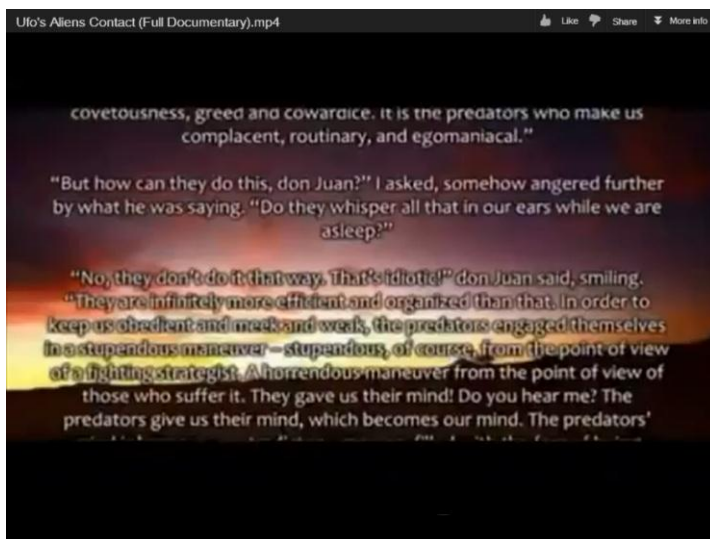 Ufo's Aliens Contact (Full Documentary).mp4
Like
Share
More info
covetousness, greed and cowardice. It is the predators who make us
complacent, routinary, and egomaniacal.”
“But how can they do this, don Juan?” I asked, somehow angered further
by what he was saying. “Do they whisper all that in our ears while we are
asleep?”
“No, they don't do it that way. That's idiotic!” don Juan said, smiling.
“They are infinitely more efficient and organized than that. In order to
keep us obedient and meek and weak, the predators engaged themselves
in a stupendous maneuver – stupendous, of course, from the point of view
of a fighting strategist. A horrendous maneuver from the point of view of
those who suffer it. They gave us their mind! Do you hear me? The
predators give us their mind, which becomes our mind. The predators'